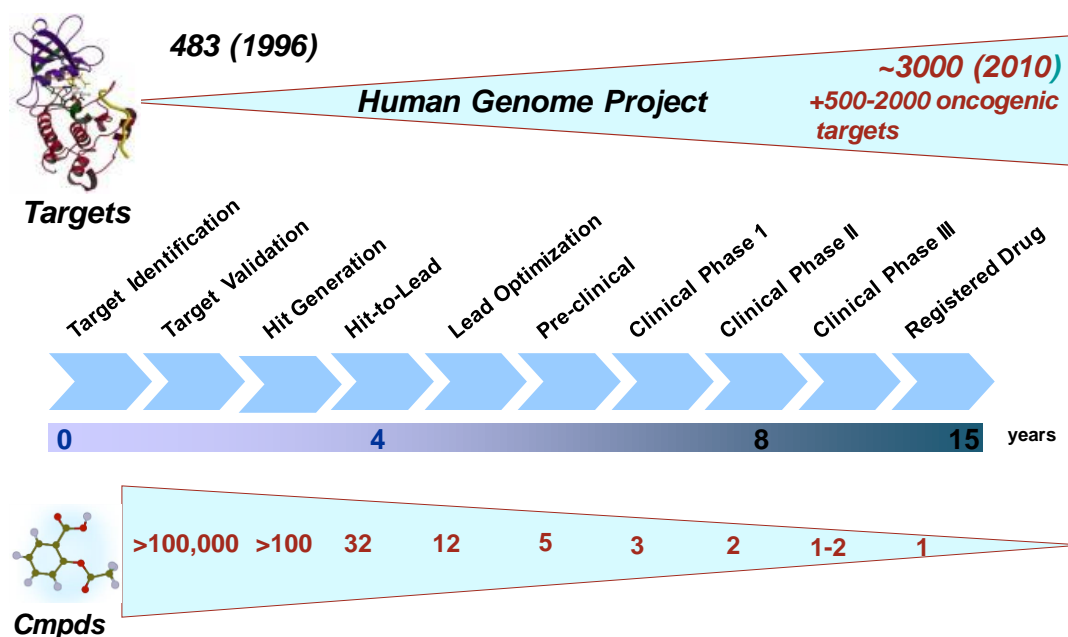 483 (1996)
~3000 (2010)
Human Genome Project
+500-2000 oncogenic
targets
Targets
Target Identification
Target Validation
Hit Generation
Hit-to-Lead
Lead Optimization
Pre-clinical
Clinical Phase 1
Clinical Phase II
Clinical Phase III
Registered Drug
0 4 8 15 years
>100,000 >100 32 12 5 3 2 1-2 1
Cmpds